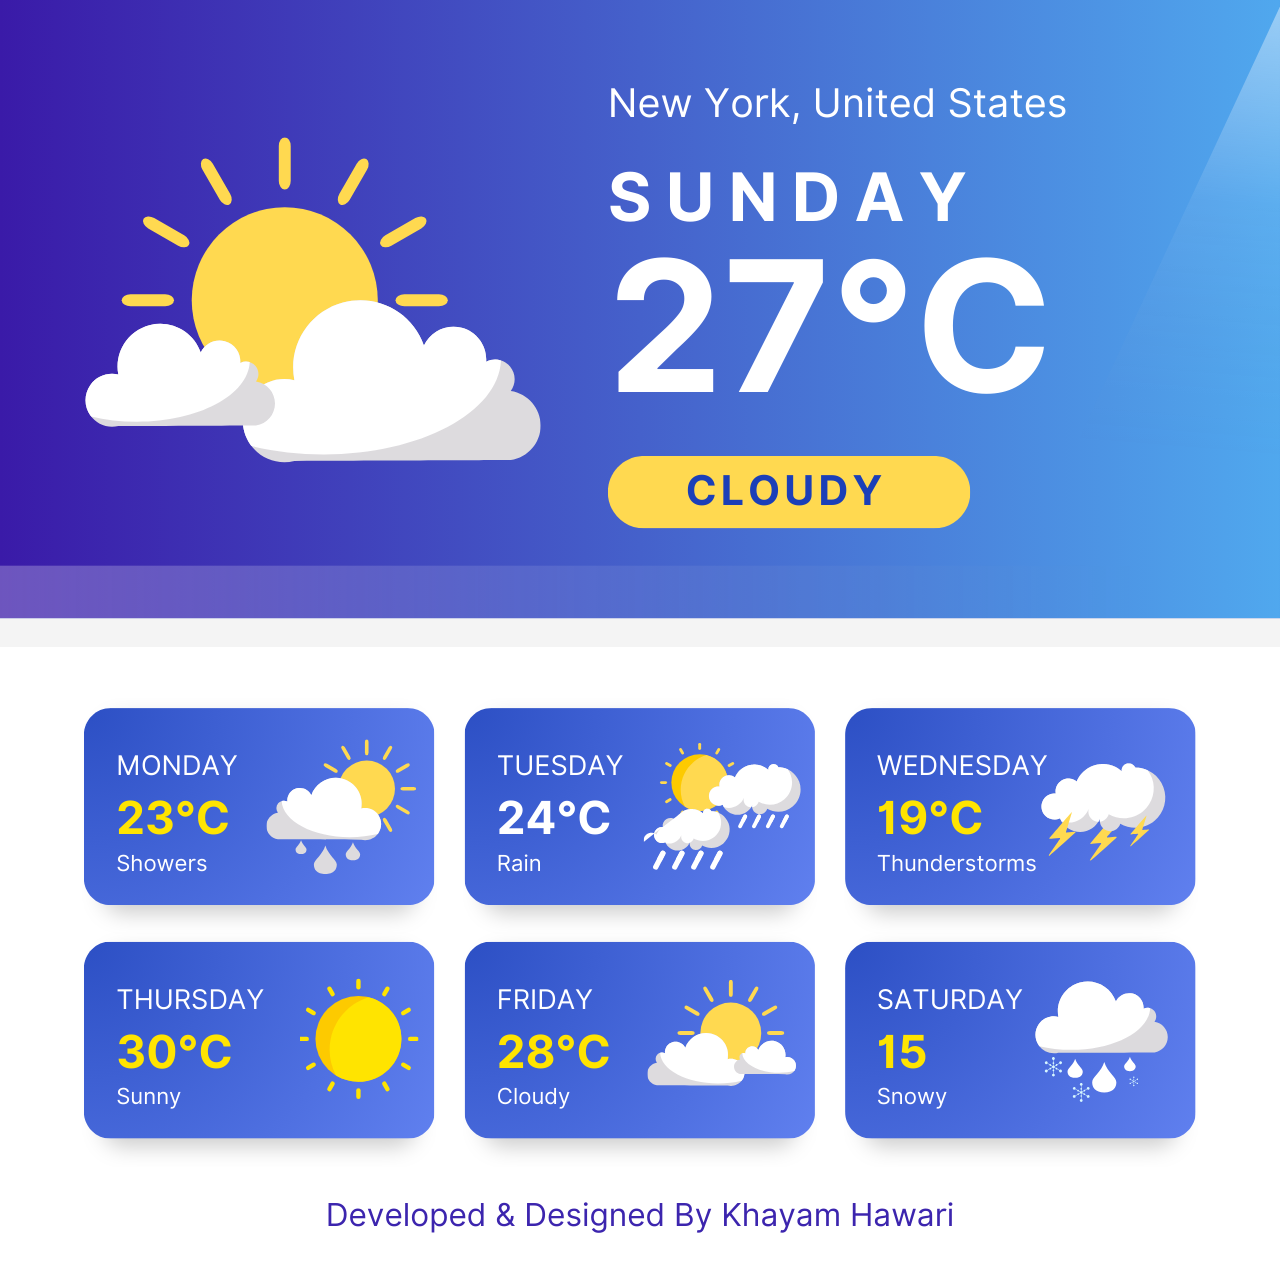 New York, United States
SUNDAY
27°C
CLOUDY
MONDAY
23°C
Showers
TUESDAY
24°C
Rain
WEDNESDAY
19°C
Thunderstorms
THURSDAY
30°C
Sunny
FRIDAY
28°C
Cloudy
SATURDAY
15
Snowy
Developed & Designed By Khayam Hawari